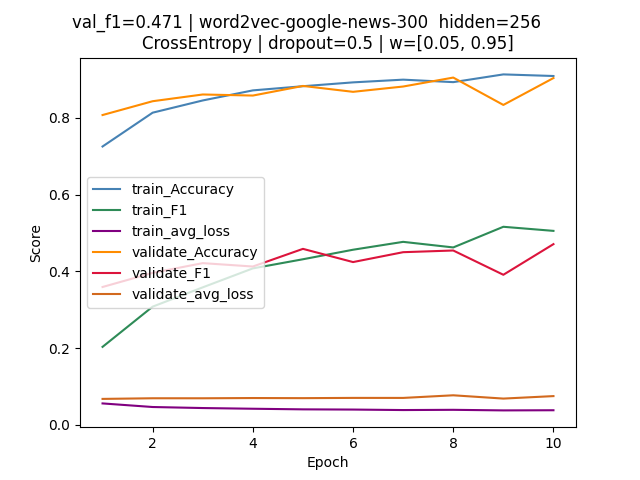 val_f1=0.471 | word2vec-google-news-300  hidden=256
CrossEntropy | dropout=0.5 | w=[0.05, 0.95]
Score
0.8
0.6
0.4
0.2
0.0
train_Accuracy
train_F1
train_avg_loss
validate_Accuracy
validate_F1
validate_avg_loss
2 4 6 8 10
Epoch